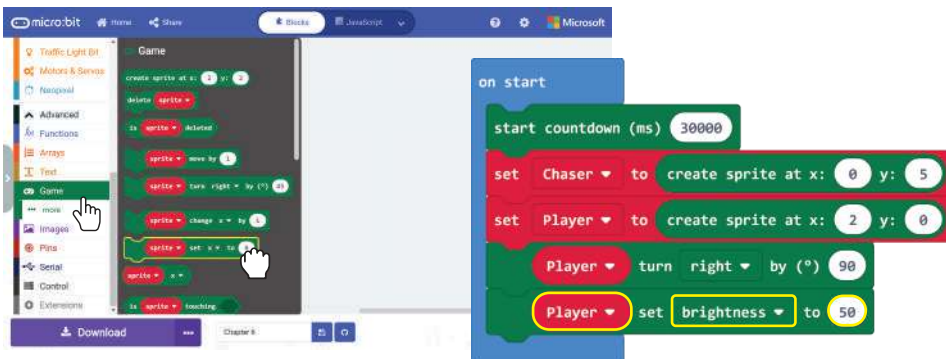 micro:bit Home Share Blocks JavaScript Microsoft
Traffic Light Bit
Motors & Servos
Neopixel
Advanced
Functions
Arrays
Text
Game
more
Images
Pins
Serial
Control
Extensions
Game
create sprite at x: 2 y: 2
delete sprite
is sprite deleted
sprite move by 1
sprite turn right by (°) 45
sprite change x by 1
sprite set x to
sprite x
is sprite touching
Download
Chapter 6
on start
start countdown (ms) 30000
set Chaser to create sprite at x: 0 y: 5
set Player to create sprite at x: 2 y: 0
Player turn right by (°) 90
Player set brightness to 50